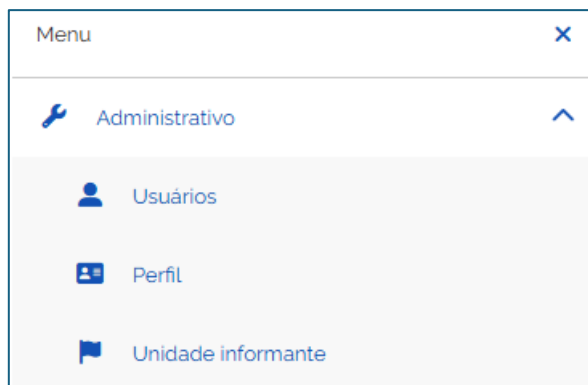 Menu
Administrativo
Usuários
Perfil
Unidade informante